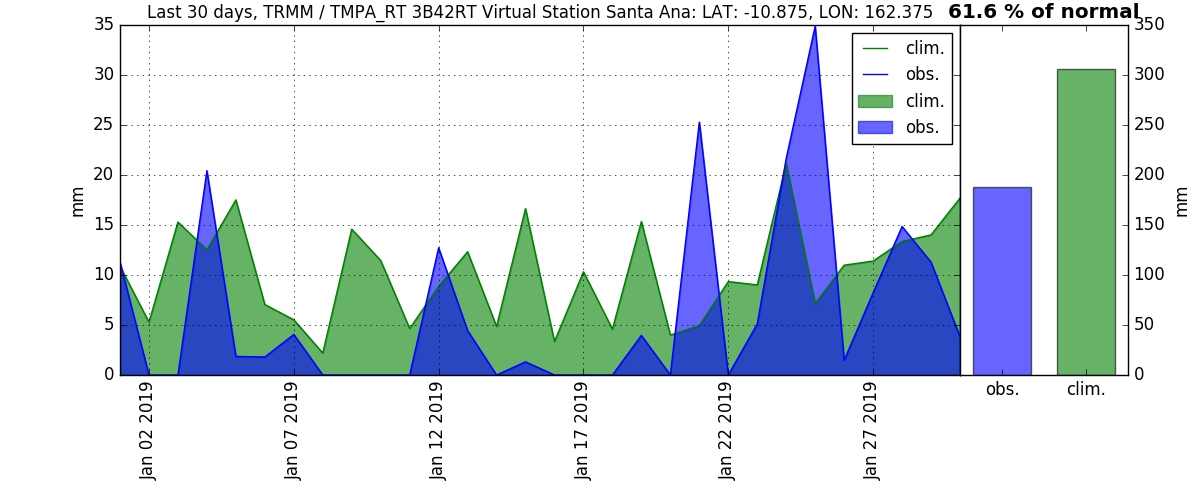 Last 30 days, TRMM / TMPA_RT 3B42RT Virtual Station Santa Ana: LAT: -10.875, LON: 162.375 61.6 % of normal
35
30
25
20
15
10
5
0
mm
clim.
obs.
clim.
obs.
350
300
250
200
150
100
50
0
mm
Jan 02 2019
Jan 07 2019
Jan 12 2019
Jan 17 2019
Jan 22 2019
Jan 27 2019
obs.
clim.